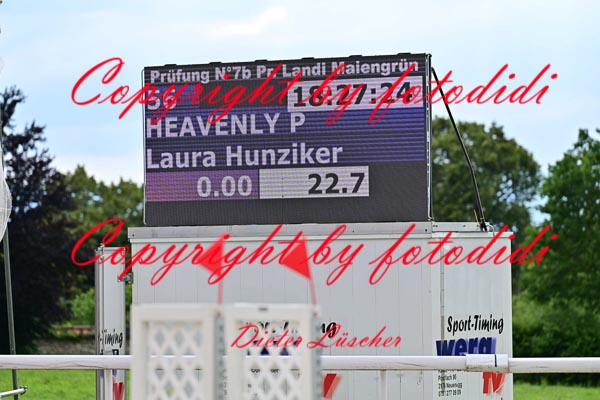 Prüfung N°7b Pr. Landi Maiengrün
18:17:24
Copyright by fotodidi
HEAVENLY P
Laura Hunziker
0.00 22.7
Copyright by fotodidi
Sport-Timing
Dieter Lüscher
werg